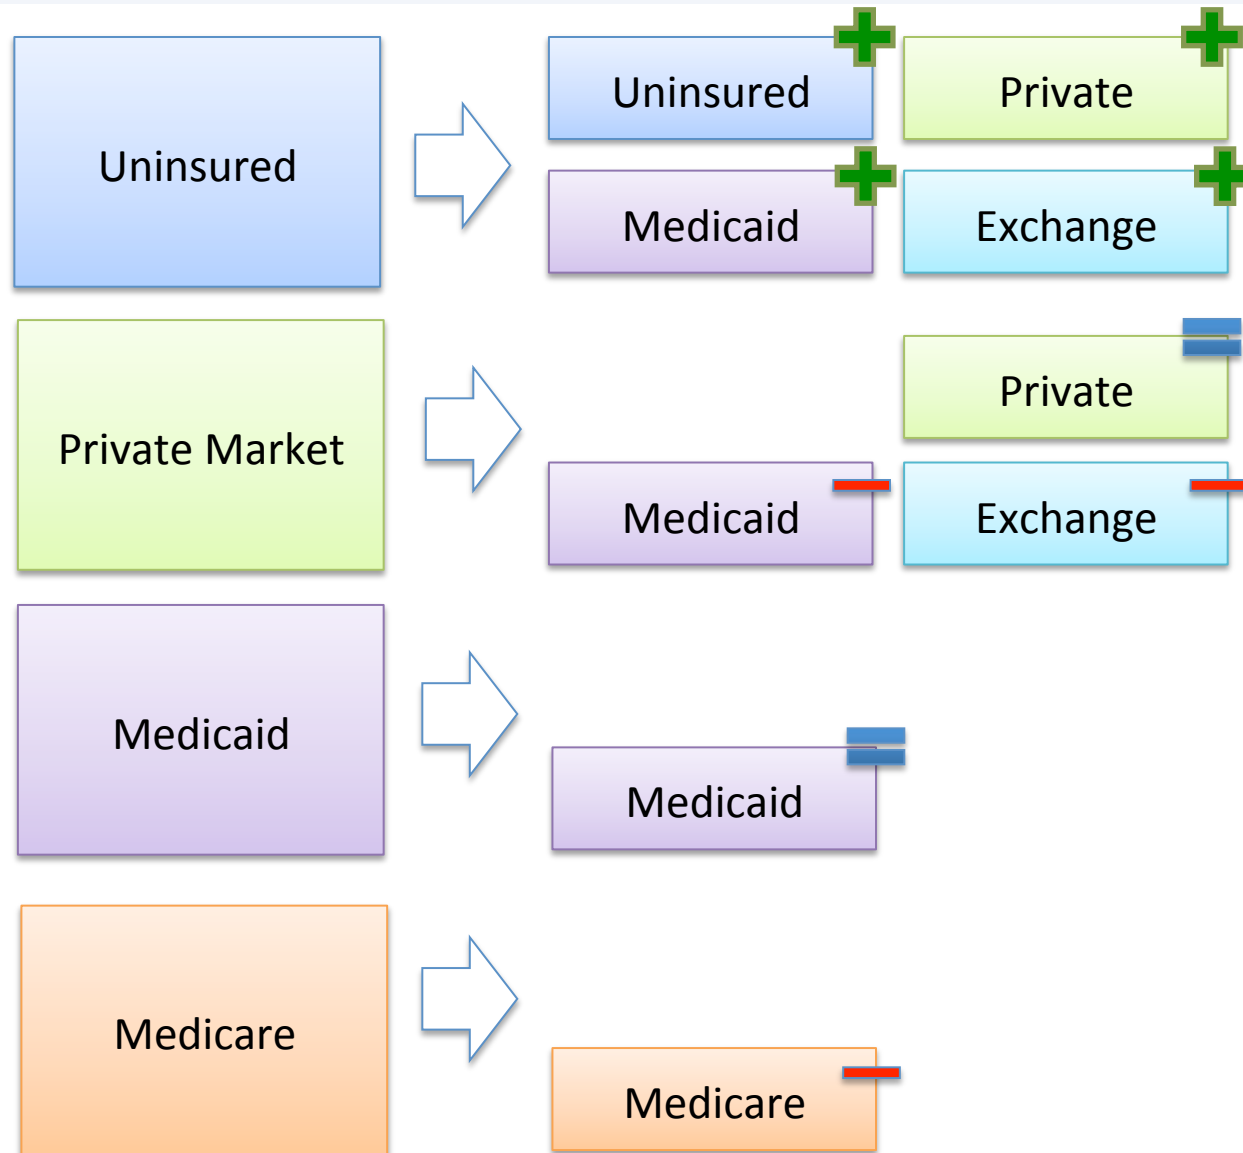 Uninsured
Uninsured
Private
Medicaid
Exchange
Private Market
Private
Medicaid
Exchange
Medicaid
Medicaid
Medicare
Medicare